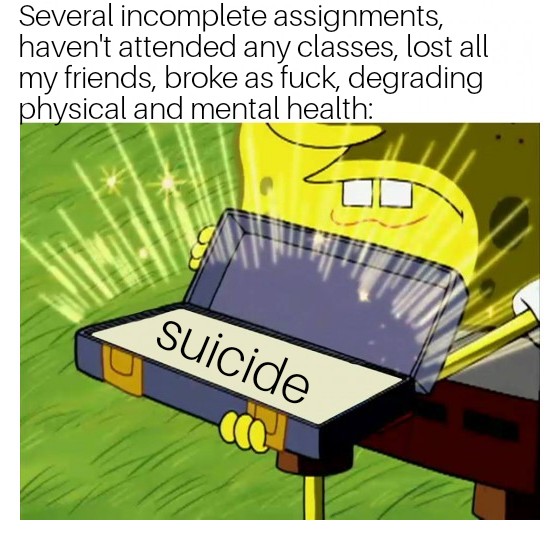 Several incomplete assignments,
haven't attended any classes, lost all
my friends, broke as fuck, degrading
physical and mental health:
suicide